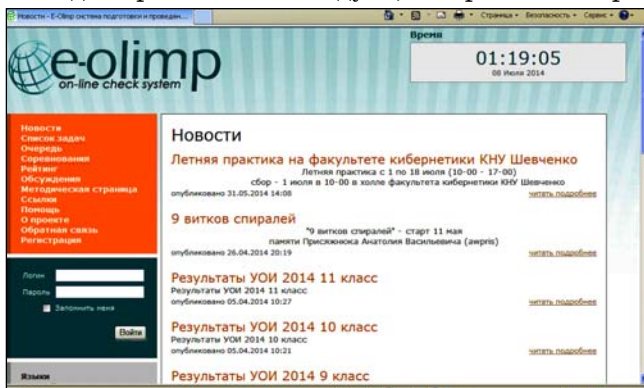 Новости - E-Olimp система подготовки и проведен...
Страница
Безопасность
Сервис
e-olimp
on-line check system
Время
01:19:05
08 Июля 2014
Новости
Список задач
Очередь
Соревнования
Рейтинг
Обсуждения
Методическая страница
Ссылки
Помощь
О проекте
Обратная связь
Регистрация
Логин
Пароль
Запомнить меня
Войти
Языки
Новости
Летняя практика на факультете кибернетики КНУ Шевченко
Летняя практика с 1 по 18 июля (10-00 - 17-00)
сбор - 1 июля в 10-00 в холле факультета кибернетики КНУ Шевченко
опубликовано 31.05.2014 14:08 читать подробнее
9 витков спиралей
"9 витков спиралей" - старт 11 мая
памяти Присяжнюка Анатолия Васильевича (awpris)
опубликовано 26.04.2014 20:19 читать подробнее
Результаты УОИ 2014 11 класс
Результаты УОИ 2014 11 класс
опубликовано 05.04.2014 10:27 читать подробнее
Результаты УОИ 2014 10 класс
Результаты УОИ 2014 10 класс
опубликовано 05.04.2014 10:21 читать подробнее
Результаты УОИ 2014 9 класс